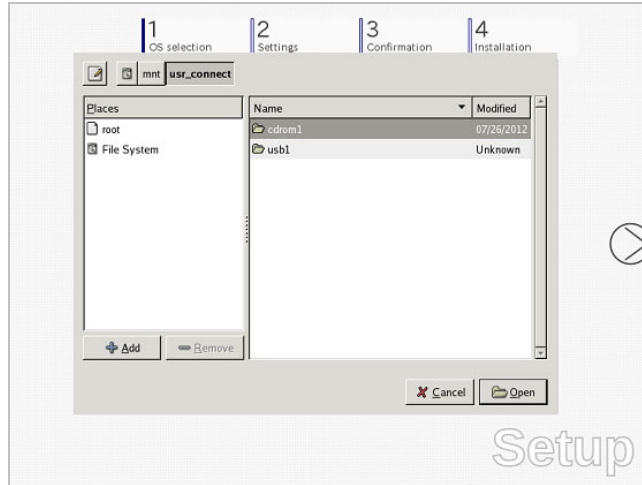 1
OS selection
2
Settings
3
Confirmation
4
Installation
mnt usr_connect
Places
root
File System
Name Modified
cdrom1 07/26/2012
usb1 Unknown
Add Remove
Cancel Open
Setup